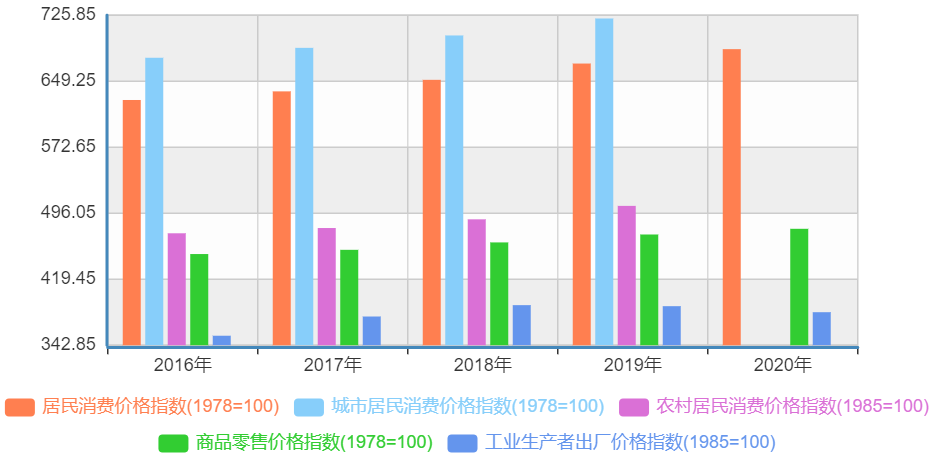 725.85
649.25
572.65
496.05
419.45
342.85
2016年 2017年 2018年 2019年 2020年
居民消费价格指数(1978=100) 城市居民消费价格指数(1978=100) 农村居民消费价格指数(1985=100)
商品零售价格指数(1978=100) 工业生产者出厂价格指数(1985=100)